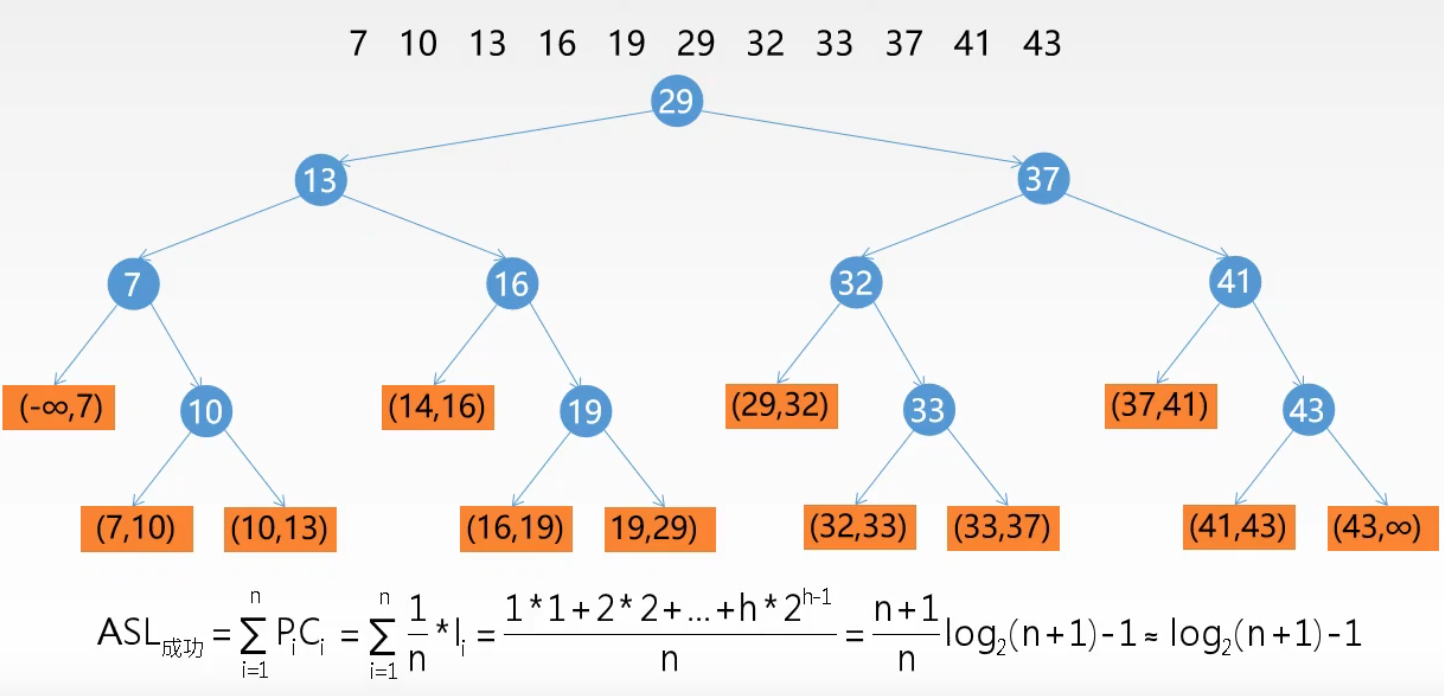 7 10 13 16 19 29 32 33 37 41 43
29
13 37
7 16 32 41
(-∞,7) 10 (14,16) 19 (29,32) 33 (37,41) 43
(7,10) (10,13) (16,19) 19,29) (32,33) (33,37) (41,43) (43,∞)
ASL成功 = ∑_{i=1}^{n} PᵢCᵢ = ∑_{i=1}^{n} 1/n * lᵢ = (1*1+2*2+...+h*2^{h-1})/n = (n+1)/n log₂(n+1)-1 ≈ log₂(n+1)-1